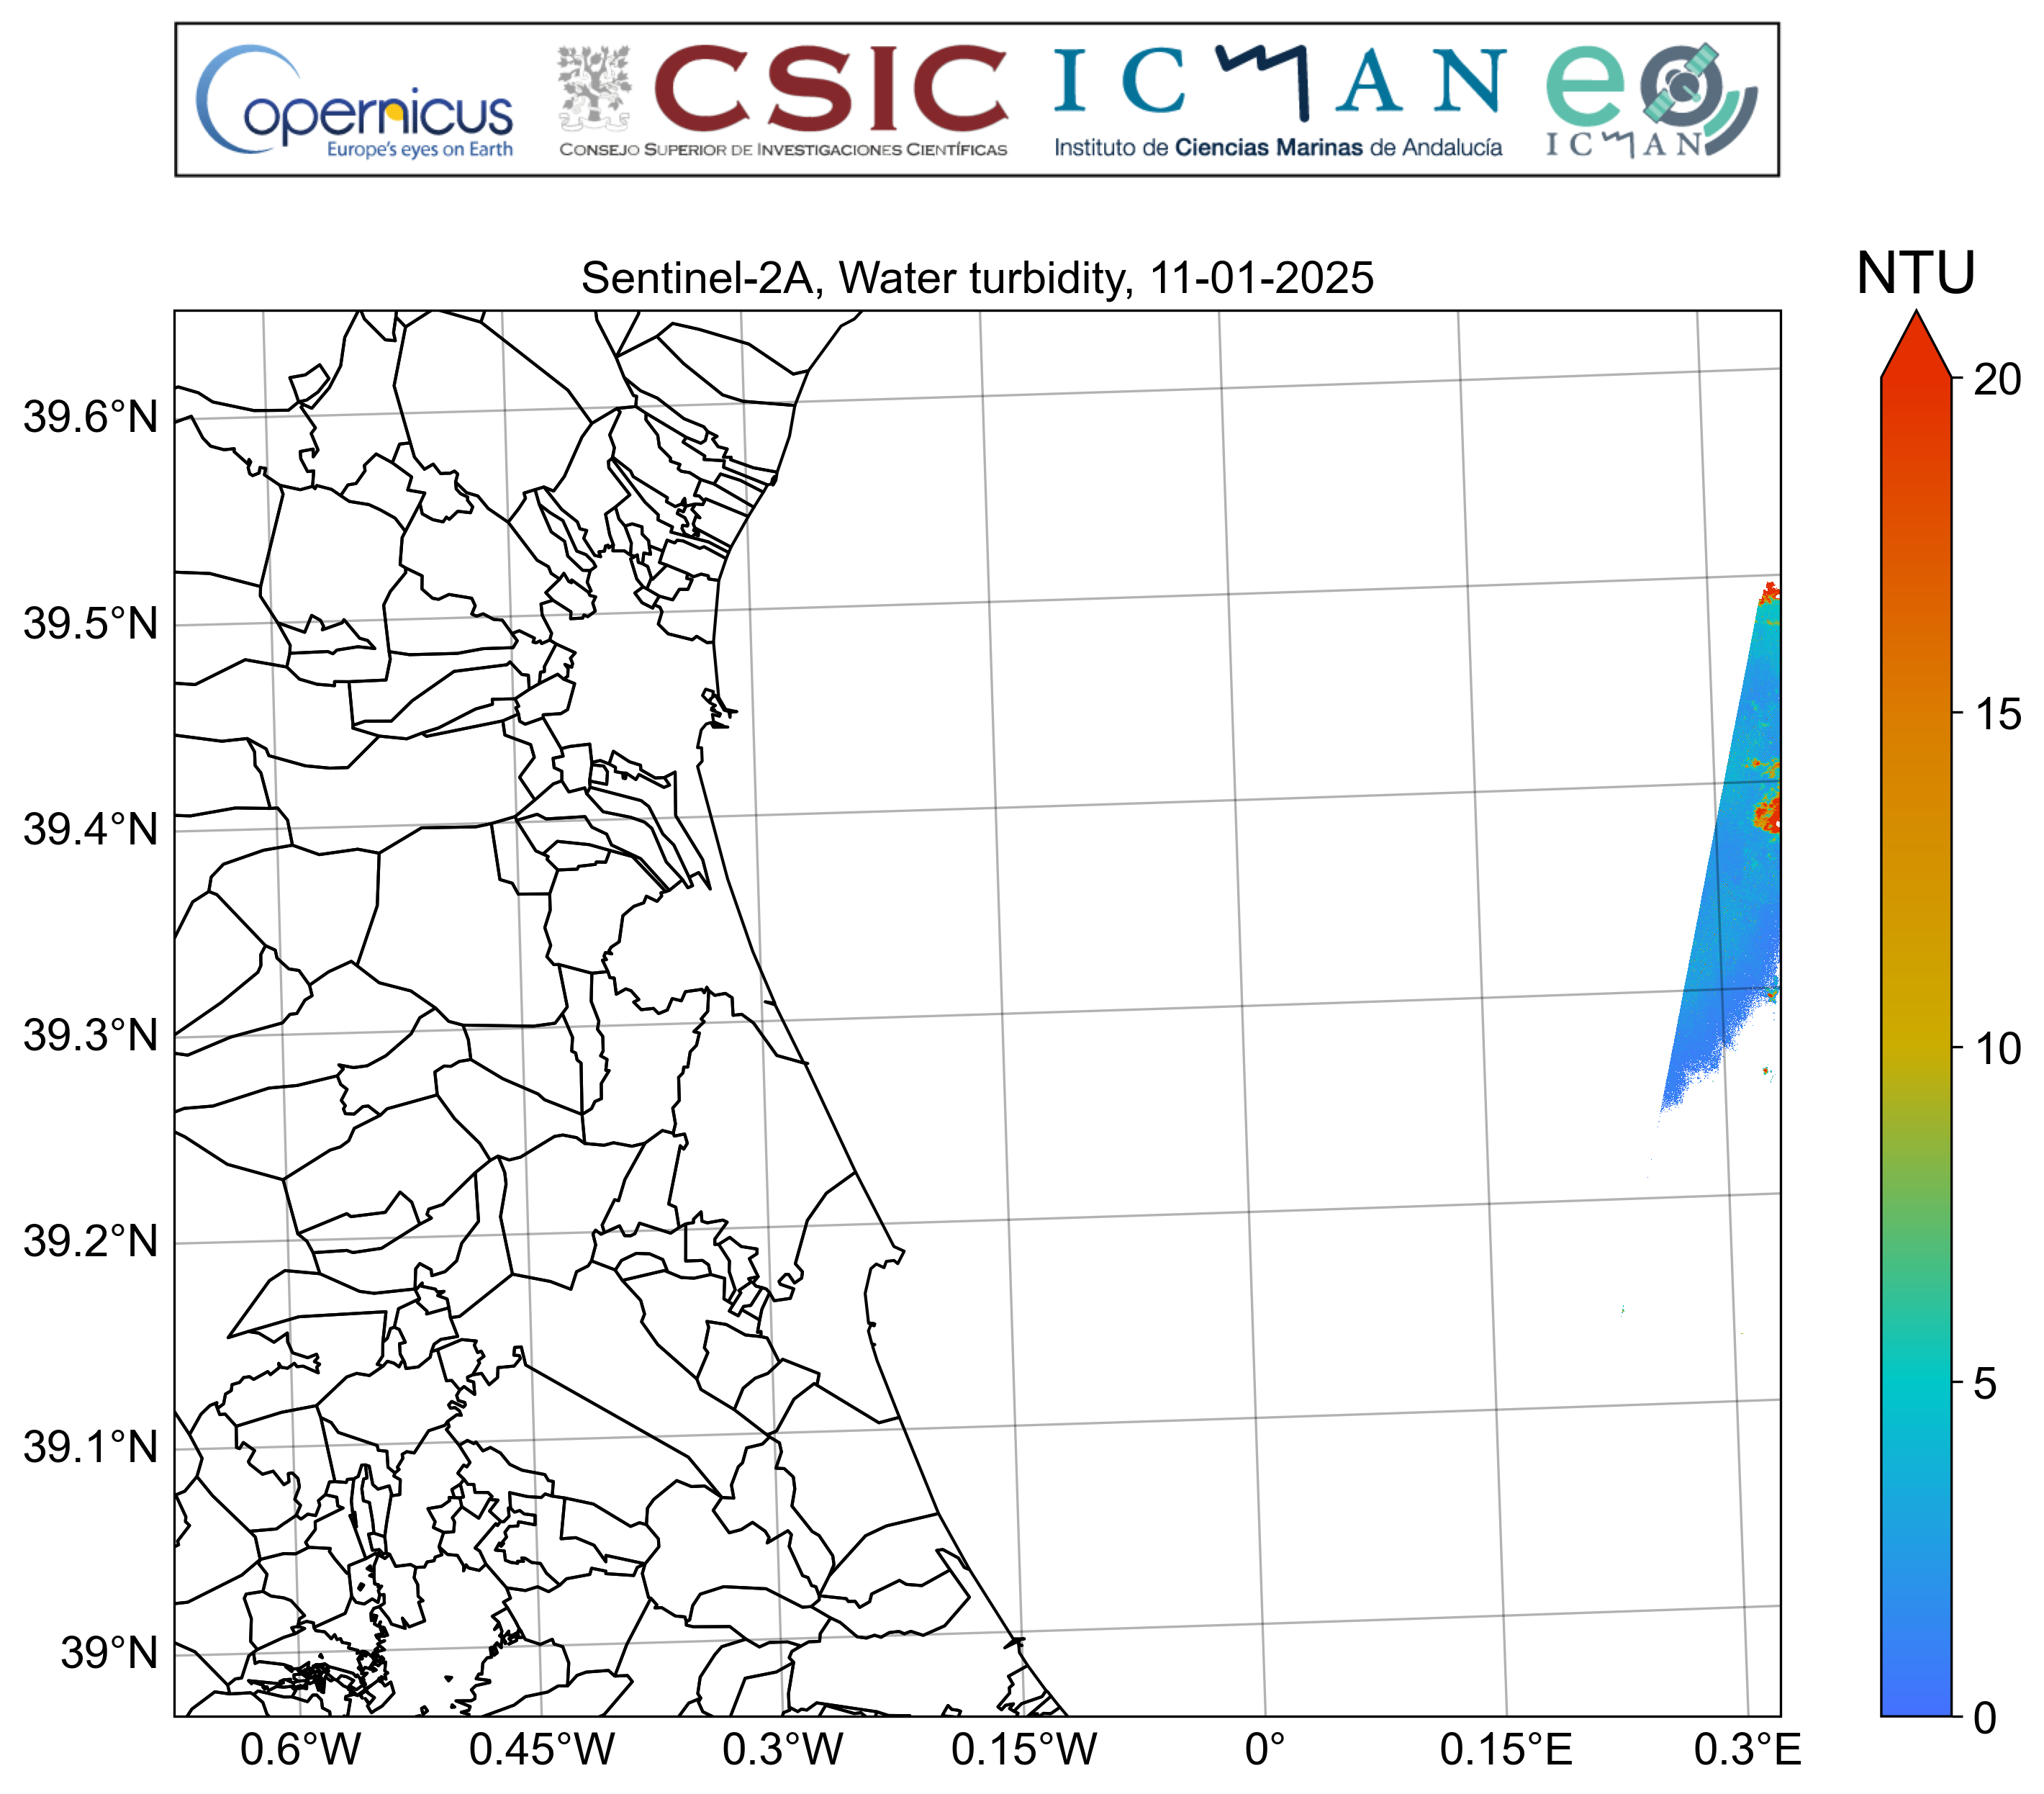 Copernicus
Europe's eyes on Earth
CSIC
CONSEJO SUPERIOR DE INVESTIGACIONES CIENTÍFICAS
ICMAN
Instituto de Ciencias Marinas de Andalucía
eo
ICMAN
Sentinel-2A, Water turbidity, 11-01-2025
NTU
20
15
10
5
0
39.6°N
39.5°N
39.4°N
39.3°N
39.2°N
39.1°N
39°N
0.6°W 0.45°W 0.3°W 0.15°W 0° 0.15°E 0.3°E